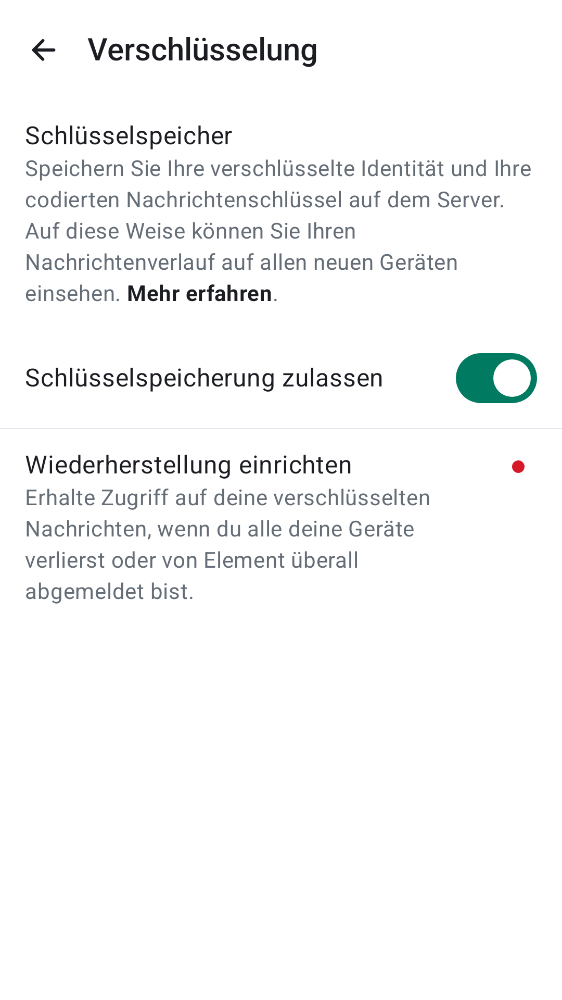 Verschlüsselung
Schlüsselspeicher
Speichern Sie Ihre verschlüsselte Identität und Ihre
codierten Nachrichtenschlüssel auf dem Server.
Auf diese Weise können Sie Ihren
Nachrichtenverlauf auf allen neuen Geräten
einsehen. Mehr erfahren.
Schlüsselspeicherung zulassen
Wiederherstellung einrichten
Erhalte Zugriff auf deine verschlüsselten
Nachrichten, wenn du alle deine Geräte
verlierst oder von Element überall
abgemeldet bist.